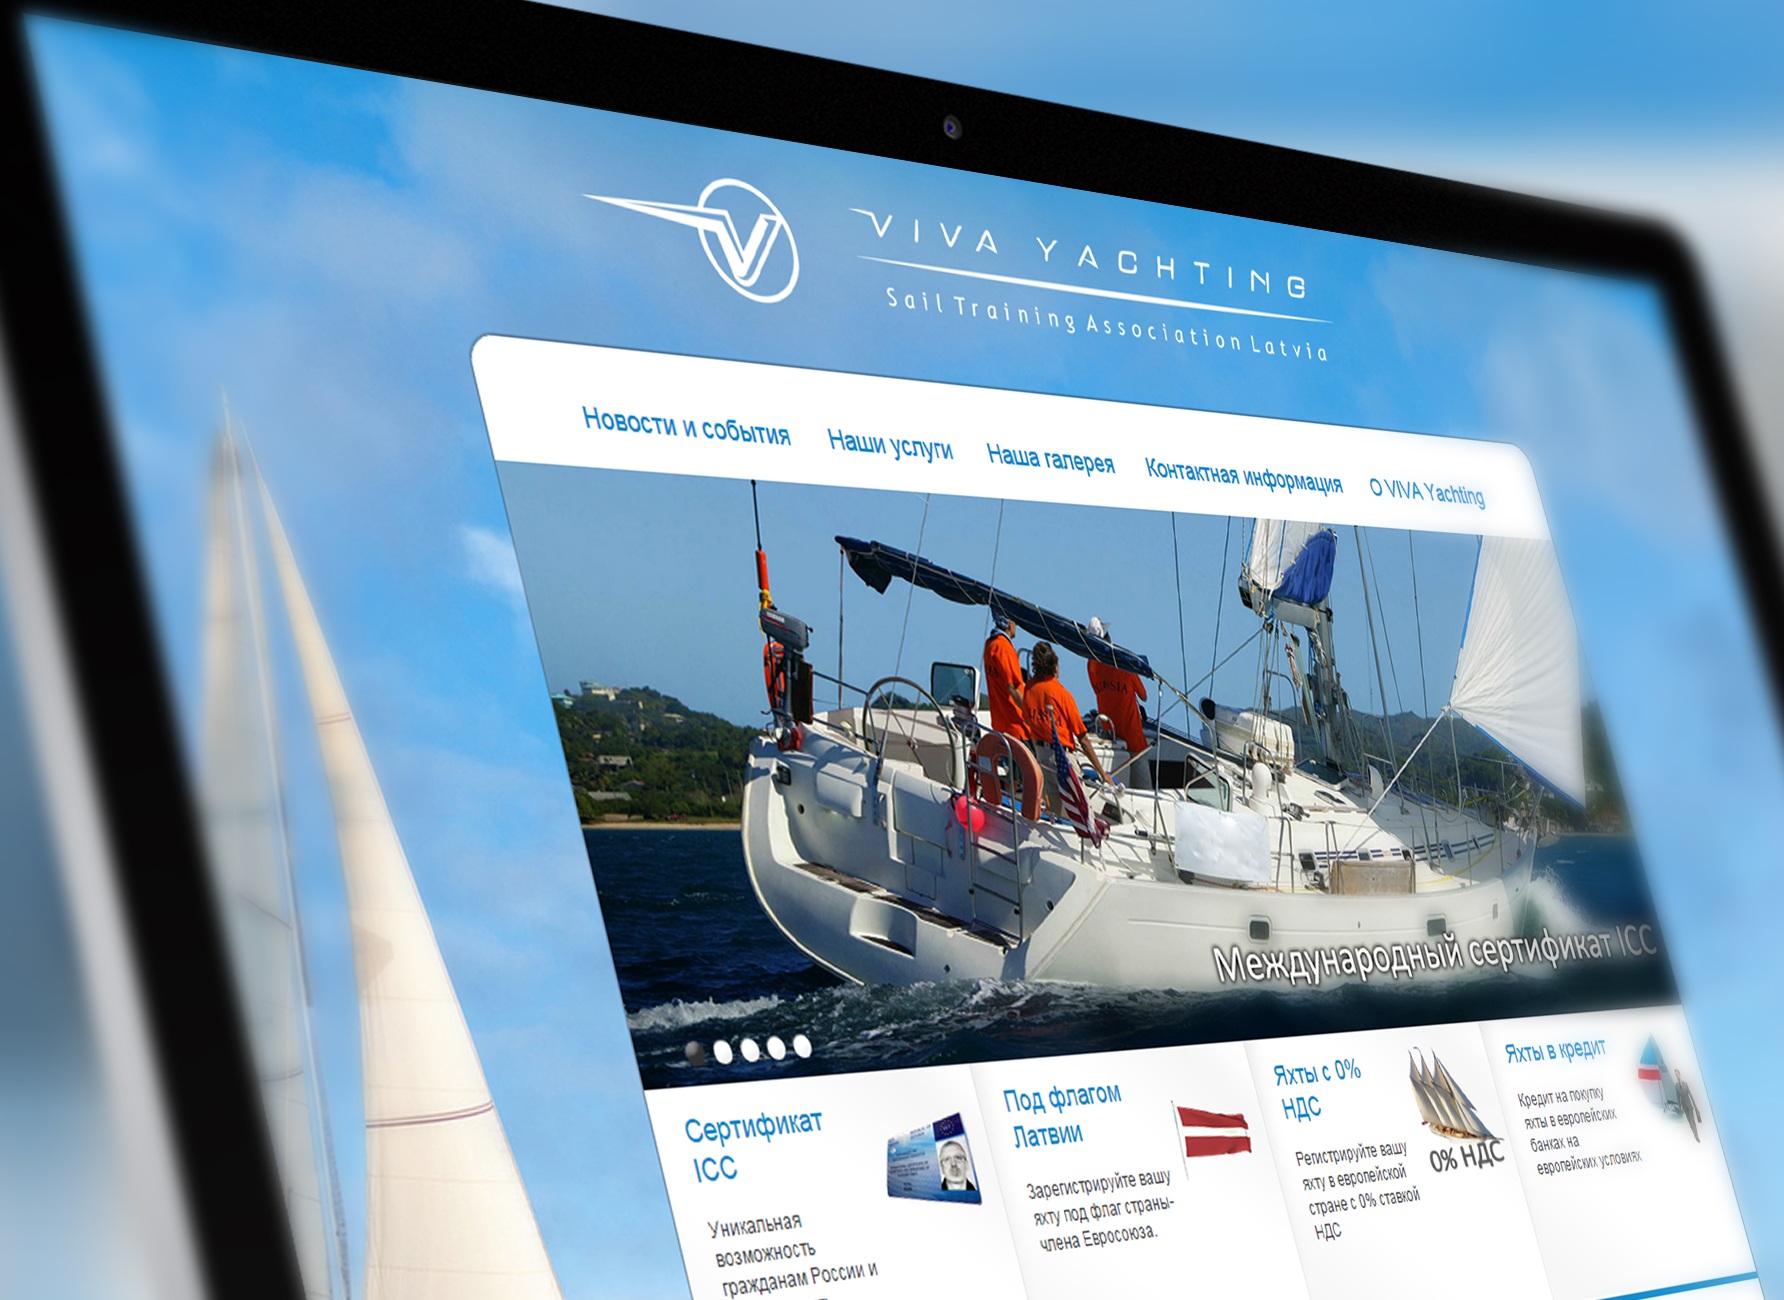 VIVA YACHTING
Sail Training Association Latvia
Новости и события Наши услуги Наша галерея Контактная информация О VIVA Yachting
Международный сертификат ICC
Сертификат
ICC
Уникальная
возможность
гражданам России и
Под флагом
Латвии
Зарегистрируйте вашу
яхту под флаг страны-
члена Евросоюза.
Яхты с 0%
НДС
Регистрируйте вашу
яхту в европейской
стране с 0% ставкой
НДС
0% НДС
Яхты в кредит
Кредит на покупку
яхты в европейских
банках на
европейских условиях